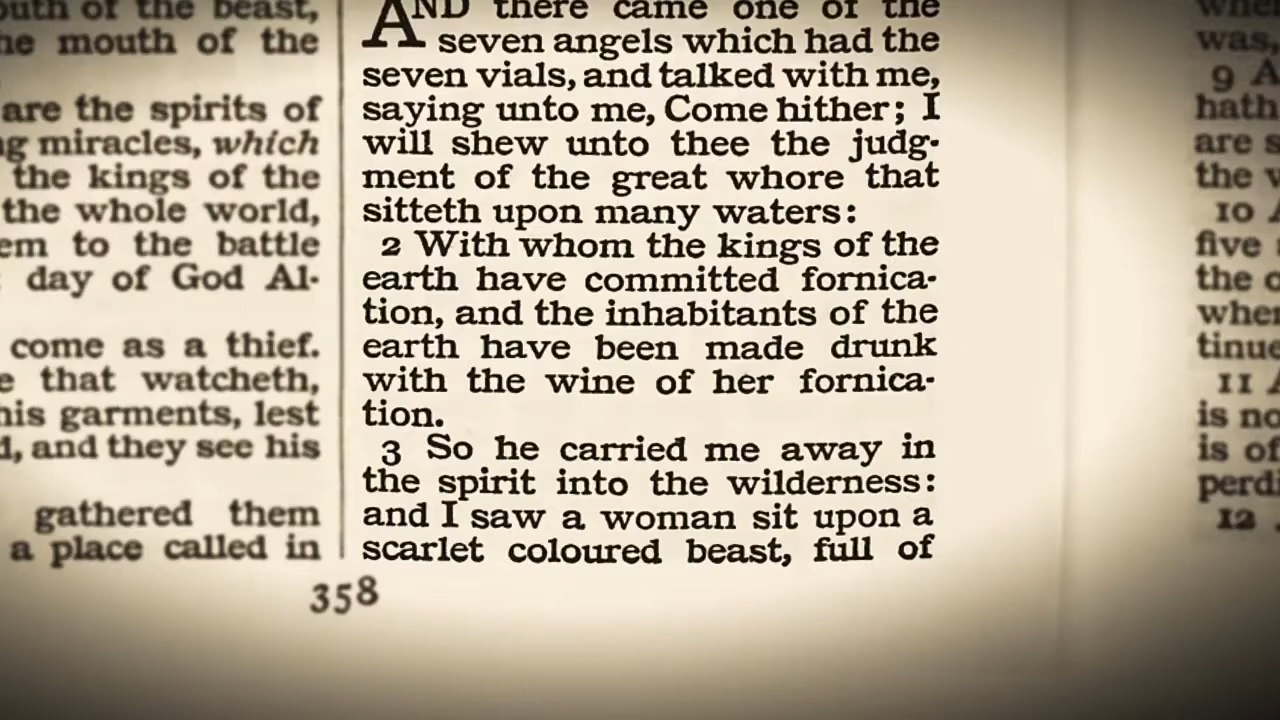 outh of the beast,
he mouth of the
are the spirits of
ng miracles, which
the kings of the
the whole world,
em to the battle
day of God Al-
come as a thief.
e that watcheth,
his garments, lest
d, and they see his
gathered them
a place called in
AND there came one of the
seven angels which had the
seven vials, and talked with me,
saying unto me, Come hither; I
will shew unto thee the judg-
ment of the great whore that
sitteth upon many waters:
2 With whom the kings of the
earth have committed fornica-
tion, and the inhabitants of the
earth have been made drunk
with the wine of her fornica-
tion.
3 So he carried me away in
the spirit into the wilderness:
and I saw a woman sit upon a
scarlet coloured beast, full of
358
was,
9 A
hath
are s
the
10
five
the
when
tinue
11
is no
is of
perdi
12